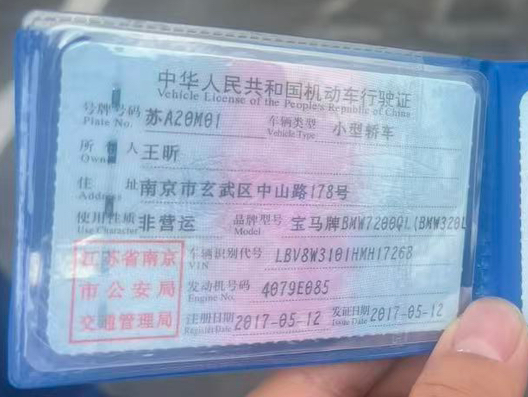 中华人民共和国机动车行驶证
Vehicle License of the People's Republic of China
号牌号码 苏A20M01 车辆类型 小型轿车
Plate No. Vehicle Type
所有人 王昕
Owner
住址 南京市玄武区中山路178号
Address
使用性质 非营运 品牌型号 宝马牌BMW7200QL(BMW320L
Use Character Model
江苏省南京市公安局交通管理局
车辆识别代号 LBV8W3101HMH17268
VIN
发动机号码 4079E085
Engine No.
注册日期 2017-05-12 发证日期 2017-05-12
Register Date Issue Date